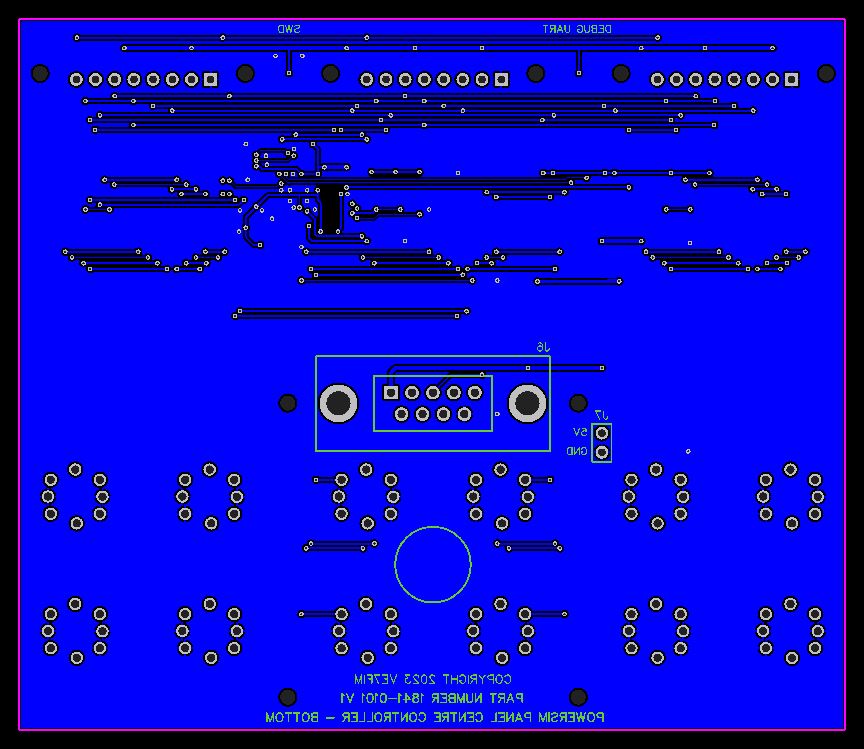 SWD
DEBUG UART
J6
J7
5V
GND
COPYRIGHT 2023 VE7FIM
PART NUMBER 1841-0101 V1
POWERSIM PANEL CENTRE CONTROLLER - BOTTOM